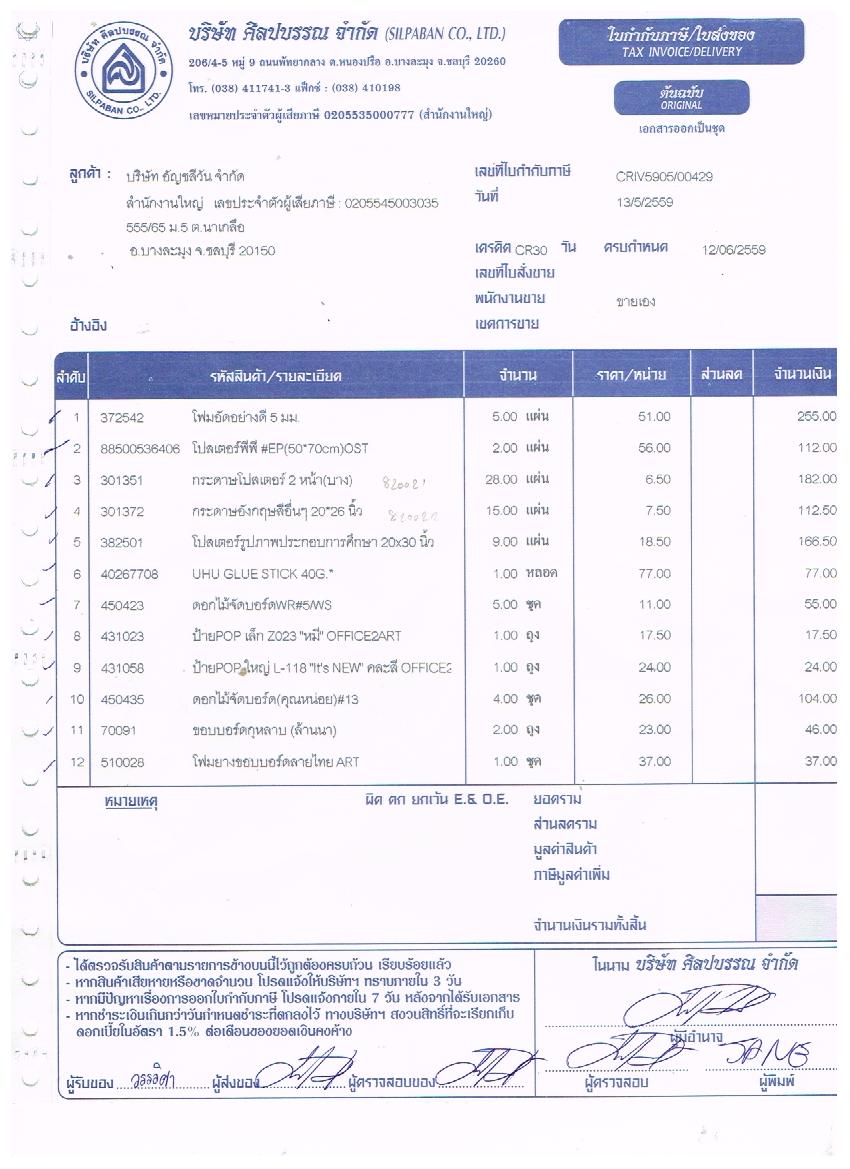 บริษัท ศิลปบรรณ จำกัด (SILPABAN CO., LTD.)
206/4-5 หมู่ 9 ถนนพัทยากลาง ต.หนองปรือ อ.บางละมุง จ.ชลบุรี 20260
โทร. (038) 411741-3 แฟ็กซ์ : (038) 410198
เลขหมายประจำตัวผู้เสียภาษี 0205535000777 (สำนักงานใหญ่)
บริษัท ศิลปบรรณ จำกัด
SILPABAN CO., LTD.
ใบกำกับภาษี/ใบส่งของ
TAX INVOICE/DELIVERY
ต้นฉบับ
ORIGINAL
เอกสารออกเป็นชุด
ลูกค้า : บริษัท ธัญชลีวัน จำกัด
สำนักงานใหญ่ เลขประจำตัวผู้เสียภาษี : 0205545003035
555/65 ม.5 ต.นาเกลือ
อ.บางละมุง จ.ชลบุรี 20150
อ้างอิง
เลขที่ใบกำกับภาษี CRIV5905/00429
วันที่ 13/5/2559
เครดิต CR30 วัน ครบกำหนด 12/06/2559
เลขที่ใบสั่งขาย
พนักงานขาย ขายเอง
เขตการขาย
ลำดับ รหัสสินค้า/รายละเอียด จำนวน ราคา/หน่วย ส่วนลด จำนวนเงิน
1 372542 โฟมอัดอย่างดี 5 มม. 5.00 แผ่น 51.00 255.00
2 88500536406 โปสเตอร์พีพี #EP(50*70cm)OST 2.00 แผ่น 56.00 112.00
3 301351 กระดาษโปสเตอร์ 2 หน้า(บาง) 820021 28.00 แผ่น 6.50 182.00
4 301372 กระดาษอังกฤษสีอื่นๆ 20*26 นิ้ว 15.00 แผ่น 7.50 112.50
5 382501 โปสเตอร์รูปภาพประกอบการศึกษา 20x30 นิ้ว 9.00 แผ่น 18.50 166.50
6 40267708 UHU GLUE STICK 40G.* 1.00 หลอด 77.00 77.00
7 450423 ดอกไม้จัดบอร์ดWR#5/WS 5.00 ชุด 11.00 55.00
8 431023 ป้ายPOP เล็ก Z023 "หมี" OFFICE2ART 1.00 ถุง 17.50 17.50
9 431058 ป้ายPOP ใหญ่ L-118 "It's NEW" คละสี OFFICE2 1.00 ถุง 24.00 24.00
10 450435 ดอกไม้จัดบอร์ด(คุณหน่อย)#13 4.00 ชุด 26.00 104.00
11 70091 ขอบบอร์ดกุหลาบ (ล้านนา) 2.00 ถุง 23.00 46.00
12 510028 โฟมยางขอบบอร์ดลายไทย ART 1.00 ชุด 37.00 37.00
หมายเหตุ ผิด ตก ยกเว้น E.& O.E. ยอดรวม
ส่วนลดรวม
มูลค่าสินค้า
ภาษีมูลค่าเพิ่ม
จำนวนเงินรวมทั้งสิ้น
- ได้ตรวจรับสินค้าตามรายการข้างบนนี้ไว้ถูกต้องครบถ้วน เรียบร้อยแล้ว
- หากสินค้าเสียหายหรือขาดจำนวน โปรดแจ้งให้บริษัทฯ ทราบภายใน 3 วัน
- หากมีปัญหาเรื่องการออกใบกำกับภาษี โปรดแจ้งภายใน 7 วัน หลังจากได้รับเอกสาร
- หากชำระเงินเกินกว่าวันกำหนดชำระที่ตกลงไว้ ทางบริษัทฯ สงวนสิทธิ์ที่จะเรียกเก็บ
ดอกเบี้ยในอัตรา 1.5% ต่อเดือนของยอดเงินคงค้าง
ผู้รับของ ผู้ส่งของ ผู้ตรวจสอบของ
ในนาม บริษัท ศิลปบรรณ จำกัด
ผู้มีอำนาจ
JANE
ผู้ตรวจสอบ ผู้พิมพ์